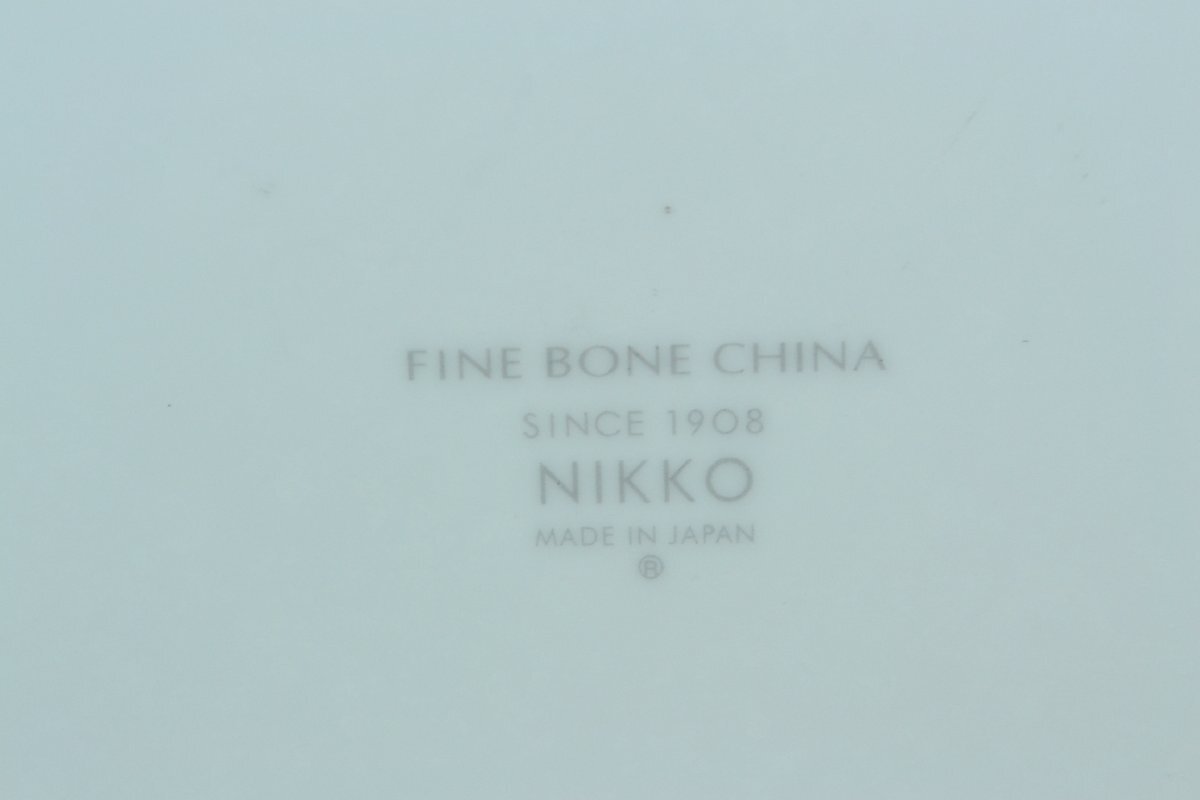 FINE BONE CHINA
SINCE 1908
NIKKO
MADE IN JAPAN
®